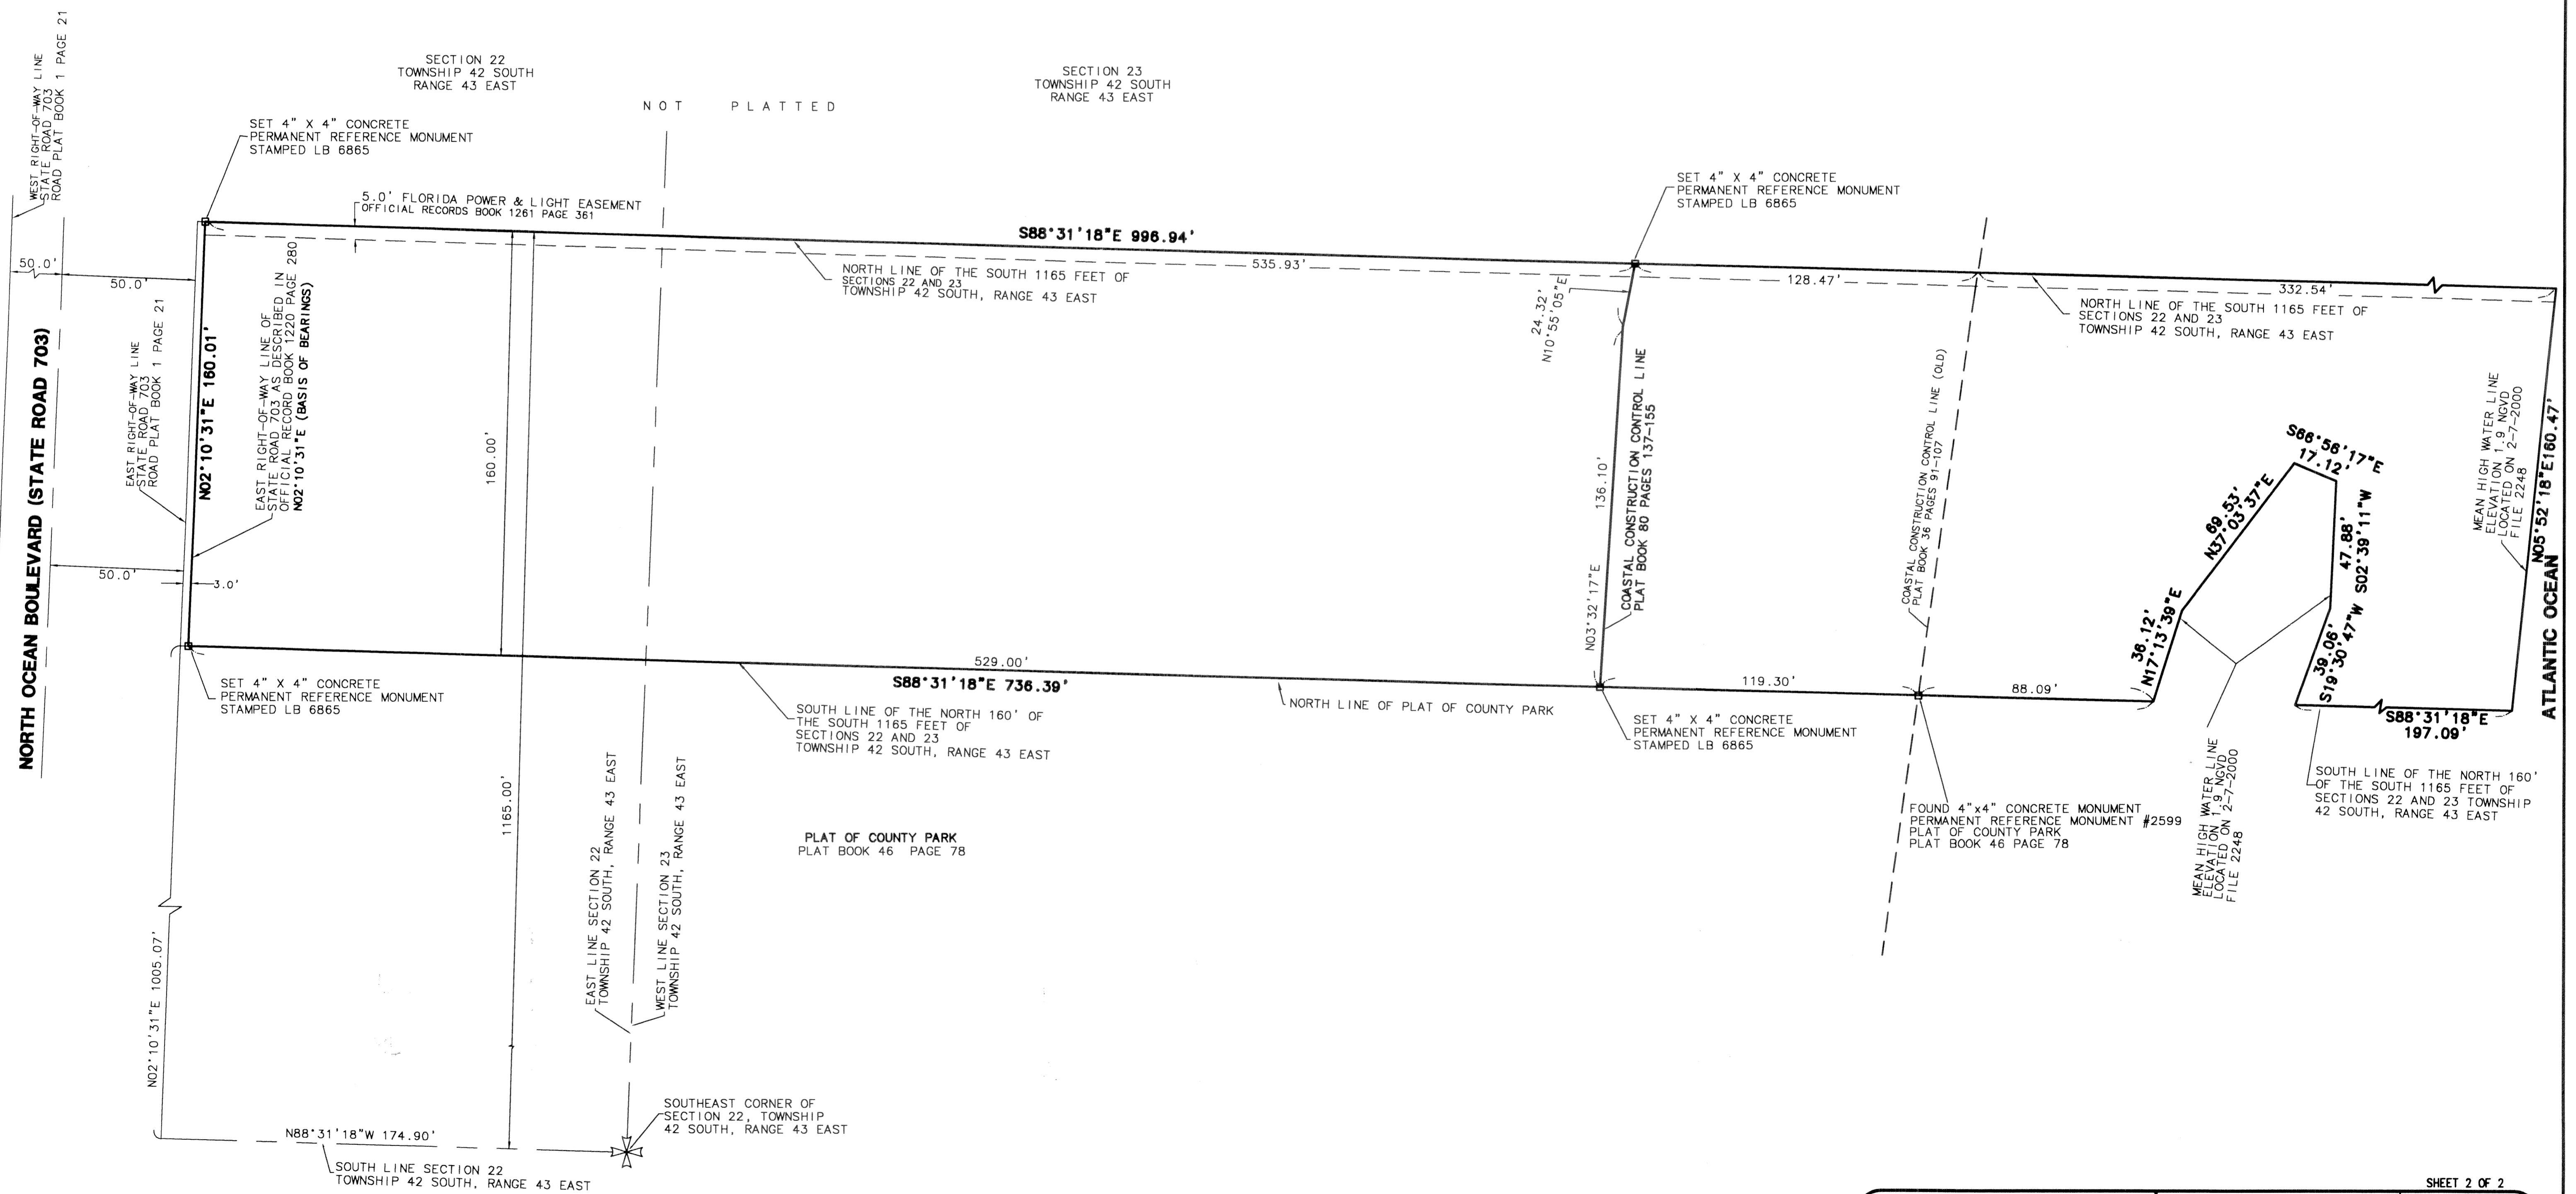 WEST RIGHT-OF-WAY LINE
STATE ROAD 703
ROAD PLAT BOOK 1 PAGE 21
SECTION 22
TOWNSHIP 42 SOUTH
RANGE 43 EAST
NOT PLATTED
SECTION 23
TOWNSHIP 42 SOUTH
RANGE 43 EAST
SET 4" X 4" CONCRETE
PERMANENT REFERENCE MONUMENT
STAMPED LB 6865
SET 4" X 4" CONCRETE
PERMANENT REFERENCE MONUMENT
STAMPED LB 6865
5.0' FLORIDA POWER & LIGHT EASEMENT
OFFICIAL RECORDS BOOK 1261 PAGE 361
S88°31'18"E 996.94'
50.0'
50.0'
535.93'
128.47'
332.54'
NORTH LINE OF THE SOUTH 1165 FEET OF
SECTIONS 22 AND 23
TOWNSHIP 42 SOUTH, RANGE 43 EAST
NORTH LINE OF THE SOUTH 1165 FEET OF
SECTIONS 22 AND 23
TOWNSHIP 42 SOUTH, RANGE 43 EAST
NORTH OCEAN BOULEVARD (STATE ROAD 703)
EAST RIGHT-OF-WAY LINE
STATE ROAD 703
ROAD PLAT BOOK 1 PAGE 21
N02°10'31"E 160.01'
EAST RIGHT-OF-WAY LINE OF
STATE ROAD 703 AS DESCRIBED IN
OFFICIAL RECORD BOOK 1220 PAGE 280
N02°10'31"E (BASIS OF BEARINGS)
160.00'
24.32'
N10°55'05"E
136.10'
N03°32'17"E
COASTAL CONSTRUCTION CONTROL LINE
PLAT BOOK 80 PAGES 137-155
COASTAL CONSTRUCTION CONTROL LINE (OLD)
PLAT BOOK 36 PAGES 91-107
S66°56'17"E
17.12'
69.53'
N37°03'37"E
47.88'
S02°39'11"W
36.12'
N17°13'39"E
39.06'
S19°30'47"W
MEAN HIGH WATER LINE
ELEVATION 1.9 NGVD
LOCATED ON 2-7-2000
FILE 2248
N05°52'18"E160.47'
ATLANTIC OCEAN
50.0'
3.0'
SET 4" X 4" CONCRETE
PERMANENT REFERENCE MONUMENT
STAMPED LB 6865
529.00'
S88°31'18"E 736.39'
119.30'
88.09'
S88°31'18"E
197.09'
SOUTH LINE OF THE NORTH 160' OF
THE SOUTH 1165 FEET OF
SECTIONS 22 AND 23
TOWNSHIP 42 SOUTH, RANGE 43 EAST
NORTH LINE OF PLAT OF COUNTY PARK
SET 4" X 4" CONCRETE
PERMANENT REFERENCE MONUMENT
STAMPED LB 6865
FOUND 4"x4" CONCRETE MONUMENT
PERMANENT REFERENCE MONUMENT #2599
PLAT OF COUNTY PARK
PLAT BOOK 46 PAGE 78
MEAN HIGH WATER LINE
ELEVATION 1.9 NGVD
LOCATED ON 2-7-2000
FILE 2248
SOUTH LINE OF THE NORTH 160'
OF THE SOUTH 1165 FEET OF
SECTIONS 22 AND 23 TOWNSHIP
42 SOUTH, RANGE 43 EAST
1165.00'
EAST LINE SECTION 22
TOWNSHIP 42 SOUTH, RANGE 43 EAST
WEST LINE SECTION 23
TOWNSHIP 42 SOUTH, RANGE 43 EAST
PLAT OF COUNTY PARK
PLAT BOOK 46 PAGE 78
N02°10'31"E 1005.07'
SOUTHEAST CORNER OF
SECTION 22, TOWNSHIP
42 SOUTH, RANGE 43 EAST
N88°31'18"W 174.90'
SOUTH LINE SECTION 22
TOWNSHIP 42 SOUTH, RANGE 43 EAST
SHEET 2 OF 2